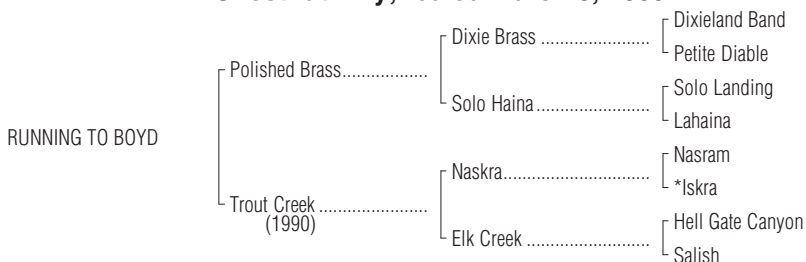 Dixieland Band
Dixie Brass ........................
Petite Diable
Polished Brass..................
Solo Landing
Solo Haina.........................
Lahaina
RUNNING TO BOYD
Nasram
Naskra................................
*Iskra
Trout Creek .......................
(1990)
Hell Gate Canyon
Elk Creek ...........................
Salish